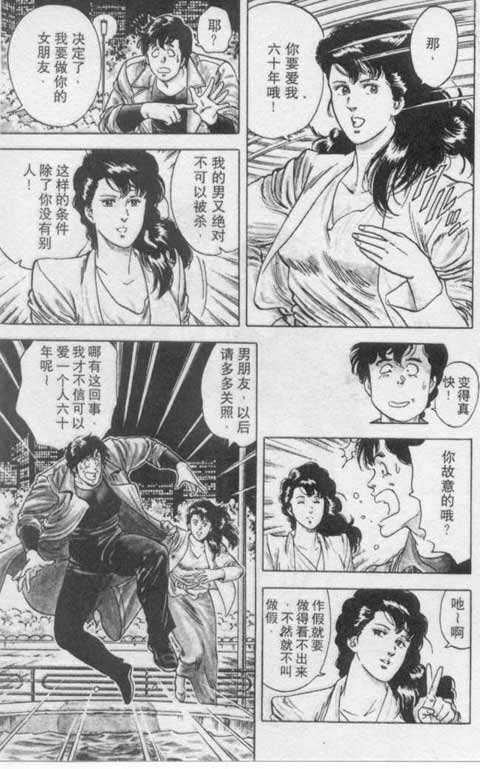 那，
你要爱我，
六十年哦！
耶？
决定了，
我要做你的
女朋友．
我的男又绝对
不可以被杀，
这样的条件
除了你没有别
人！
变得真
快！
你故意的哦？
吔~啊
作假就要
做得看不出来
．不然就不叫
做假．
男朋友，以后
请多多关照．
哪有这回事．
我才不信可以
爱一个人六十
年呢~